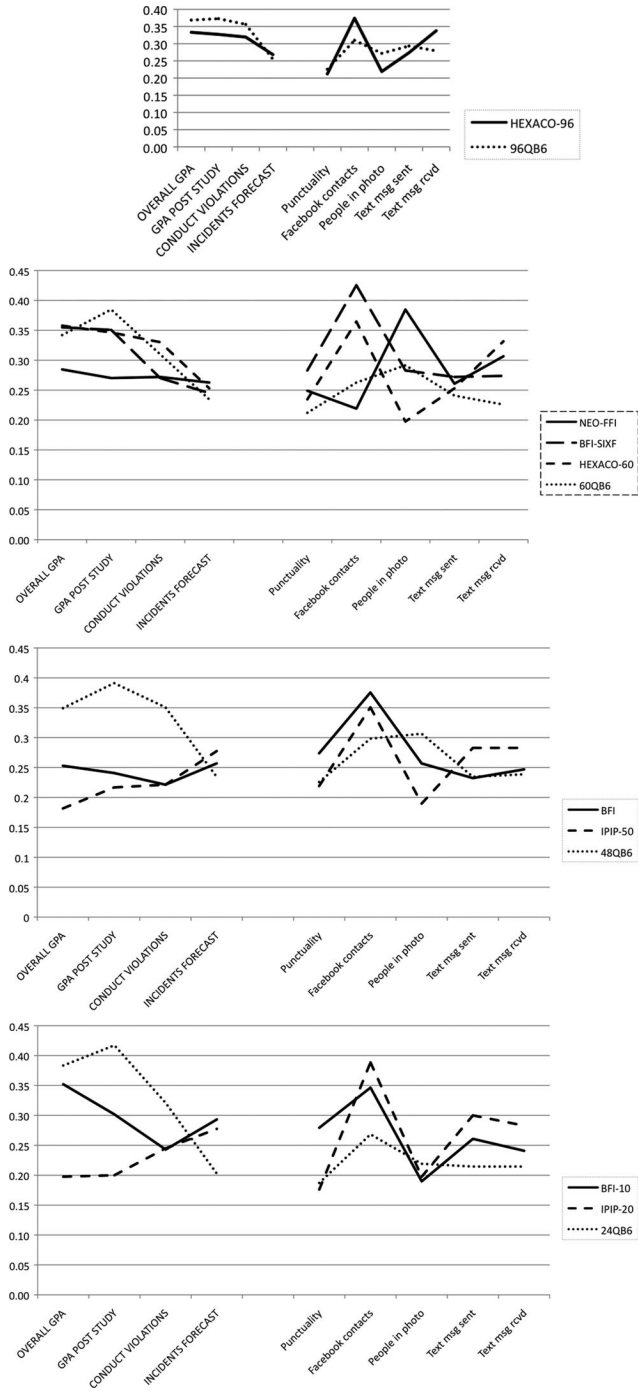 0.40
0.35
0.30
0.25
0.20
0.15
0.10
0.05
0.00
OVERALL GPA
GPA POST STUDY
CONDUCT VIOLATIONS
INCIDENTS FORECAST
Punctuality
Facebook contacts
People in photo
Text msg sent
Text msg rcvd
HEXACO-96
96QB6
0.45
0.40
0.35
0.30
0.25
0.20
0.15
0.10
0.05
0.00
OVERALL GPA
GPA POST STUDY
CONDUCT VIOLATIONS
INCIDENTS FORECAST
Punctuality
Facebook contacts
People in photo
Text msg sent
Text msg rcvd
NEO-FFI
BFI-SIXF
HEXACO-60
60QB6
0.45
0.4
0.35
0.3
0.25
0.2
0.15
0.1
0.05
0
OVERALL GPA
GPA POST STUDY
CONDUCT VIOLATIONS
INCIDENTS FORECAST
Punctuality
Facebook contacts
People in photo
Text msg sent
Text msg rcvd
BFI
IPIP-50
48QB6
0.45
0.40
0.35
0.30
0.25
0.20
0.15
0.10
0.05
0.00
OVERALL GPA
GPA POST STUDY
CONDUCT VIOLATIONS
INCIDENTS FORECAST
Punctuality
Facebook contacts
People in photo
Text msg sent
Text msg rcvd
BFI-10
IPIP-20
24QB6